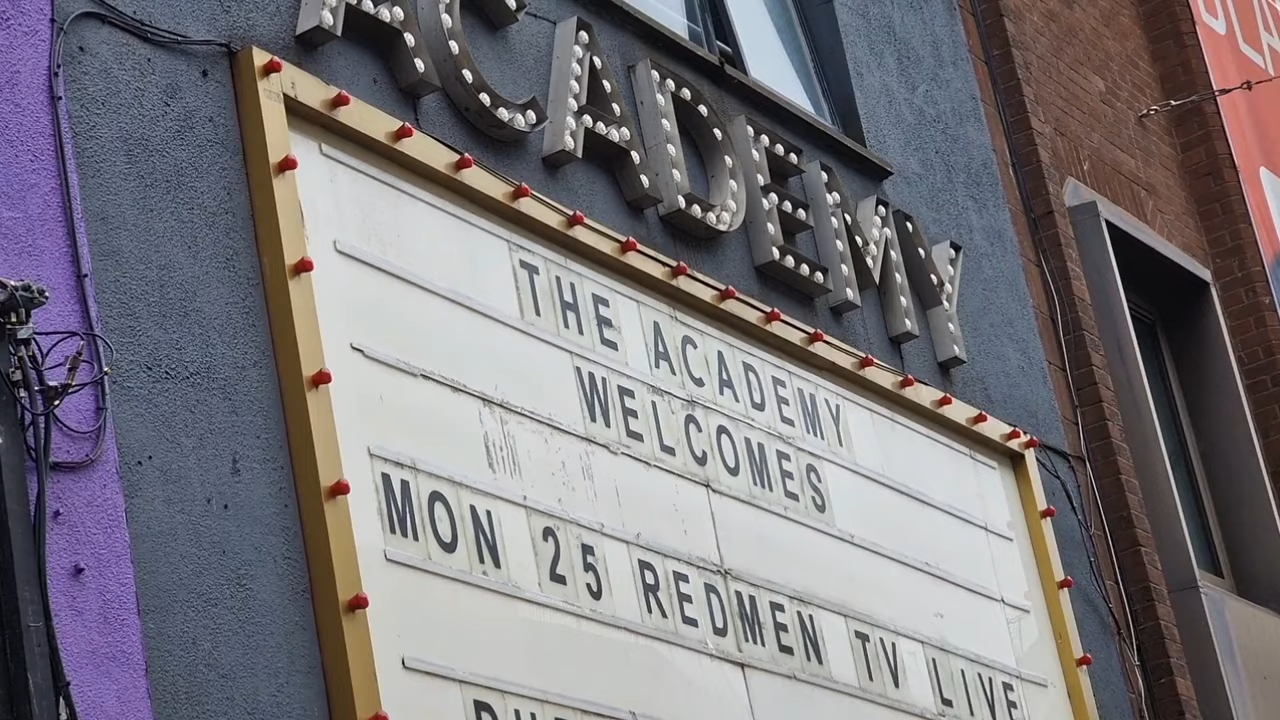 ACADEMY
THE ACADEMY
WELCOMES
MON 25 REDMEN TV LIVE